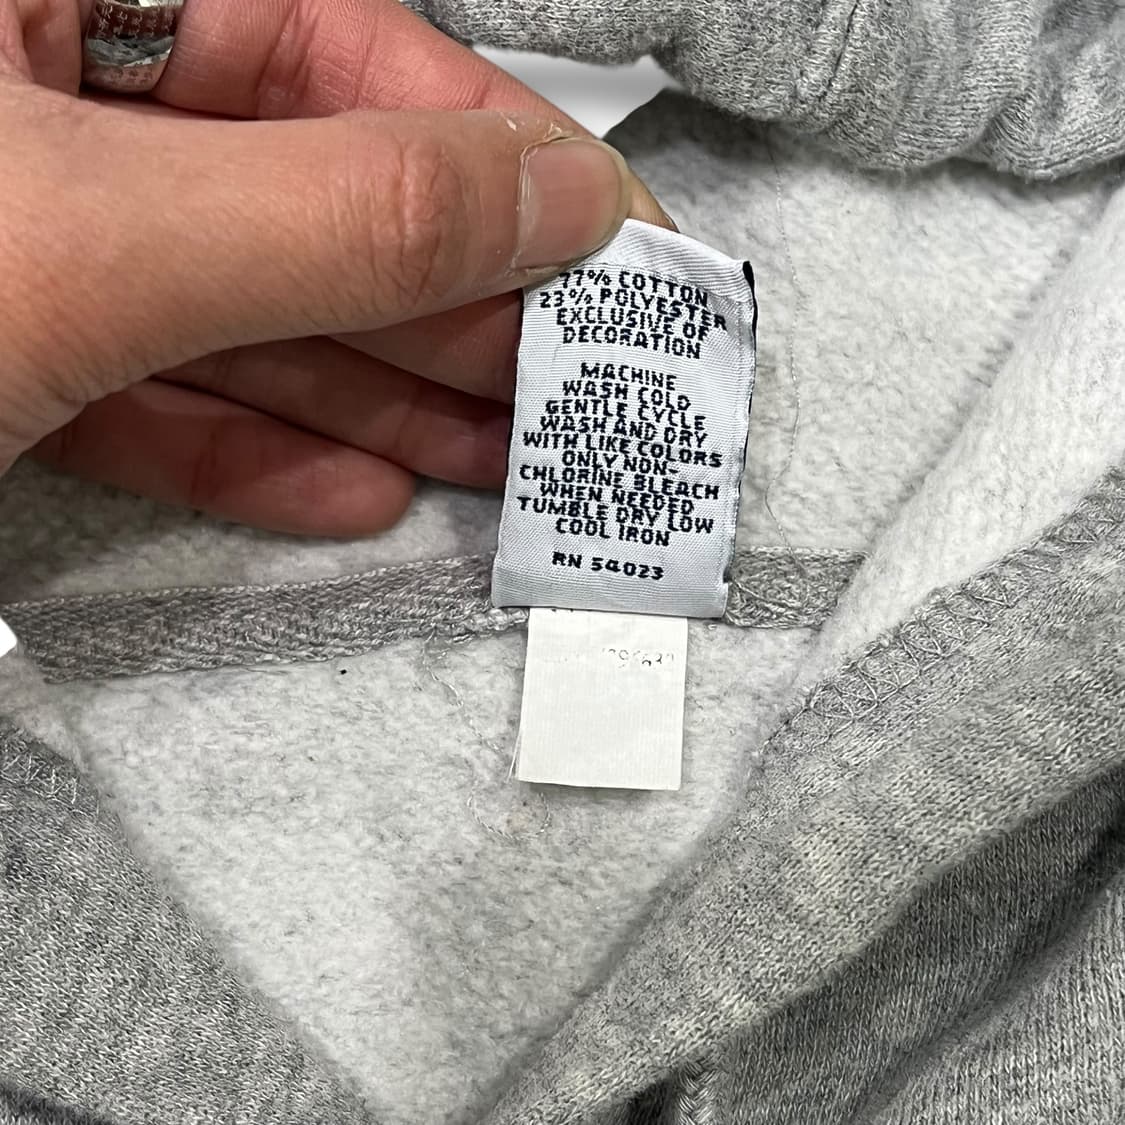 77% COTTON
23% POLYESTER
EXCLUSIVE OF
DECORATION
MACHINE
WASH COLD
GENTLE CYCLE
WASH AND DRY
WITH LIKE COLORS
ONLY NON-
CHLORINE BLEACH
WHEN NEEDED
TUMBLE DRY LOW
COOL IRON
RN 54023